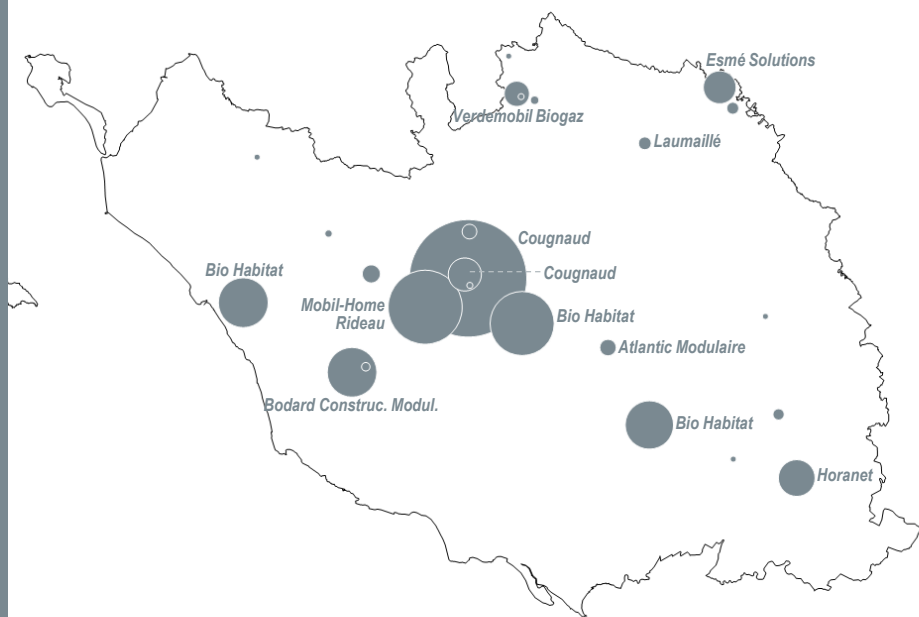 Esmé Solutions
Verdemobil Biogaz
Laumaillé
Cougnaud
Cougnaud
Bio Habitat
Mobil-Home
Rideau
Bio Habitat
Atlantic Modulaire
Bodard Construc. Modul.
Bio Habitat
Horanet